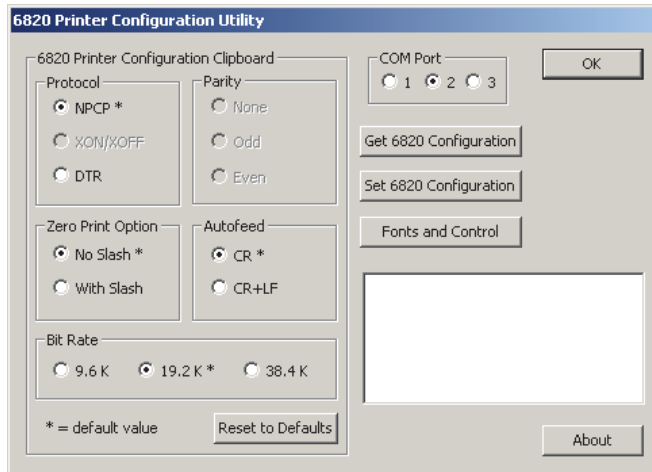 6820 Printer Configuration Utility
6820 Printer Configuration Clipboard
Protocol
NPCP *
XON/XOFF
DTR
Parity
None
Odd
Even
Zero Print Option
No Slash *
With Slash
Autofeed
CR *
CR+LF
Bit Rate
9.6 K 19.2 K * 38.4 K
* = default value
Reset to Defaults
COM Port
1 2 3
OK
Get 6820 Configuration
Set 6820 Configuration
Fonts and Control
About